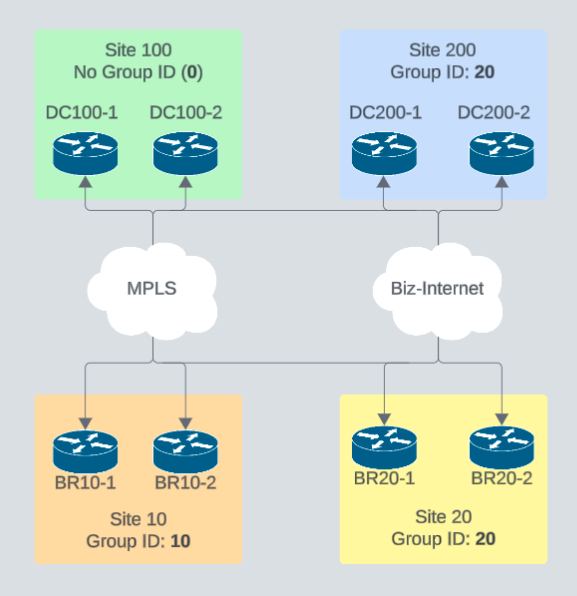 Site 100
No Group ID (0)
DC100-1
DC100-2
Site 200
Group ID: 20
DC200-1
DC200-2
MPLS
Biz-Internet
BR10-1
BR10-2
Site 10
Group ID: 10
BR20-1
BR20-2
Site 20
Group ID: 20